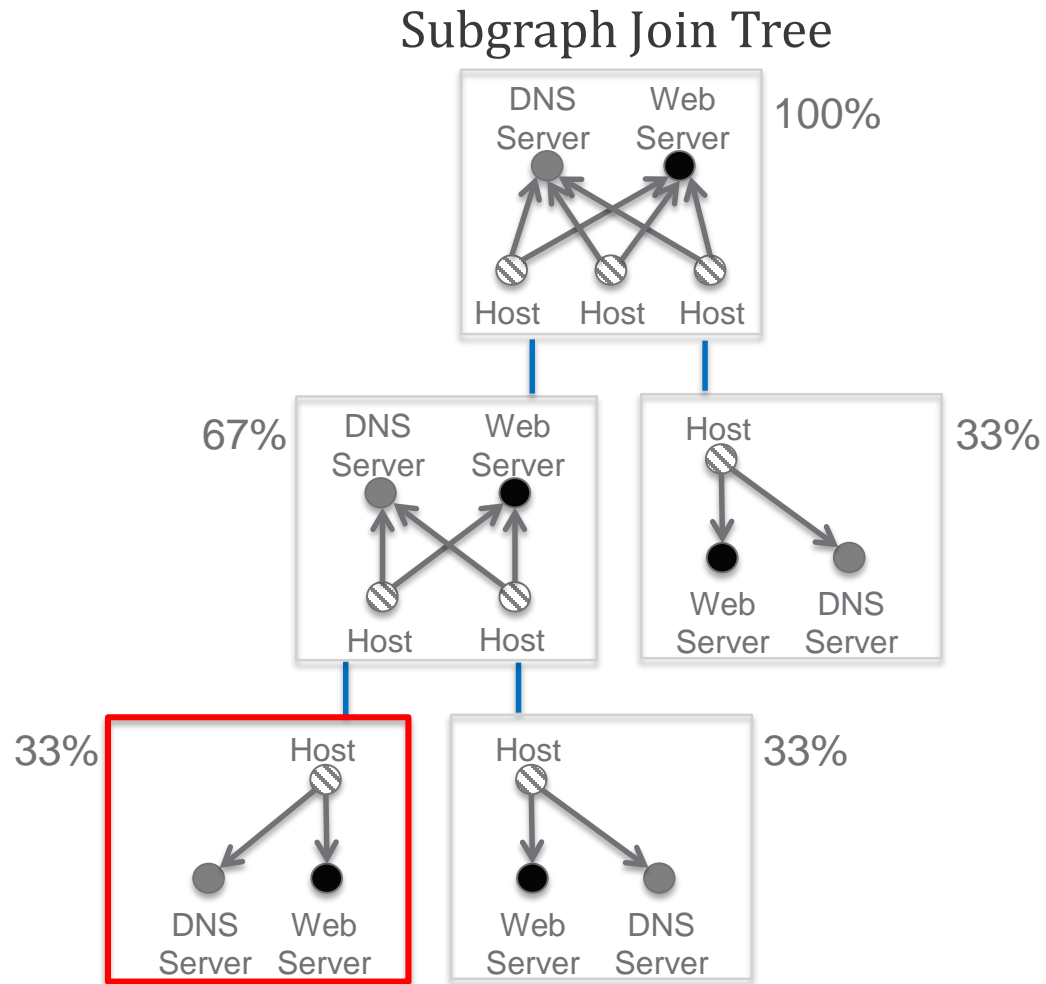 Subgraph Join Tree
DNS Server
Web Server
100%
Host Host Host
67%
DNS Server
Web Server
Host Host
Host
33%
Web Server
DNS Server
33%
Host
DNS Server
Web Server
Host
33%
Web Server
DNS Server